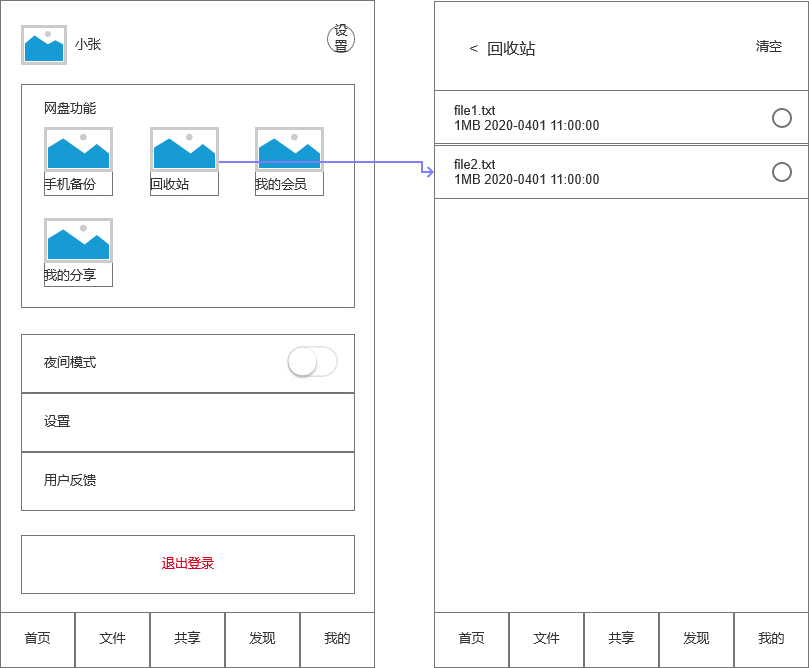 小张
设
置
网盘功能
手机备份
回收站
我的会员
我的分享
夜间模式
设置
用户反馈
退出登录
首页
文件
共享
发现
我的
< 回收站
清空
file1.txt
1MB 2020-0401 11:00:00
file2.txt
1MB 2020-0401 11:00:00
首页
文件
共享
发现
我的